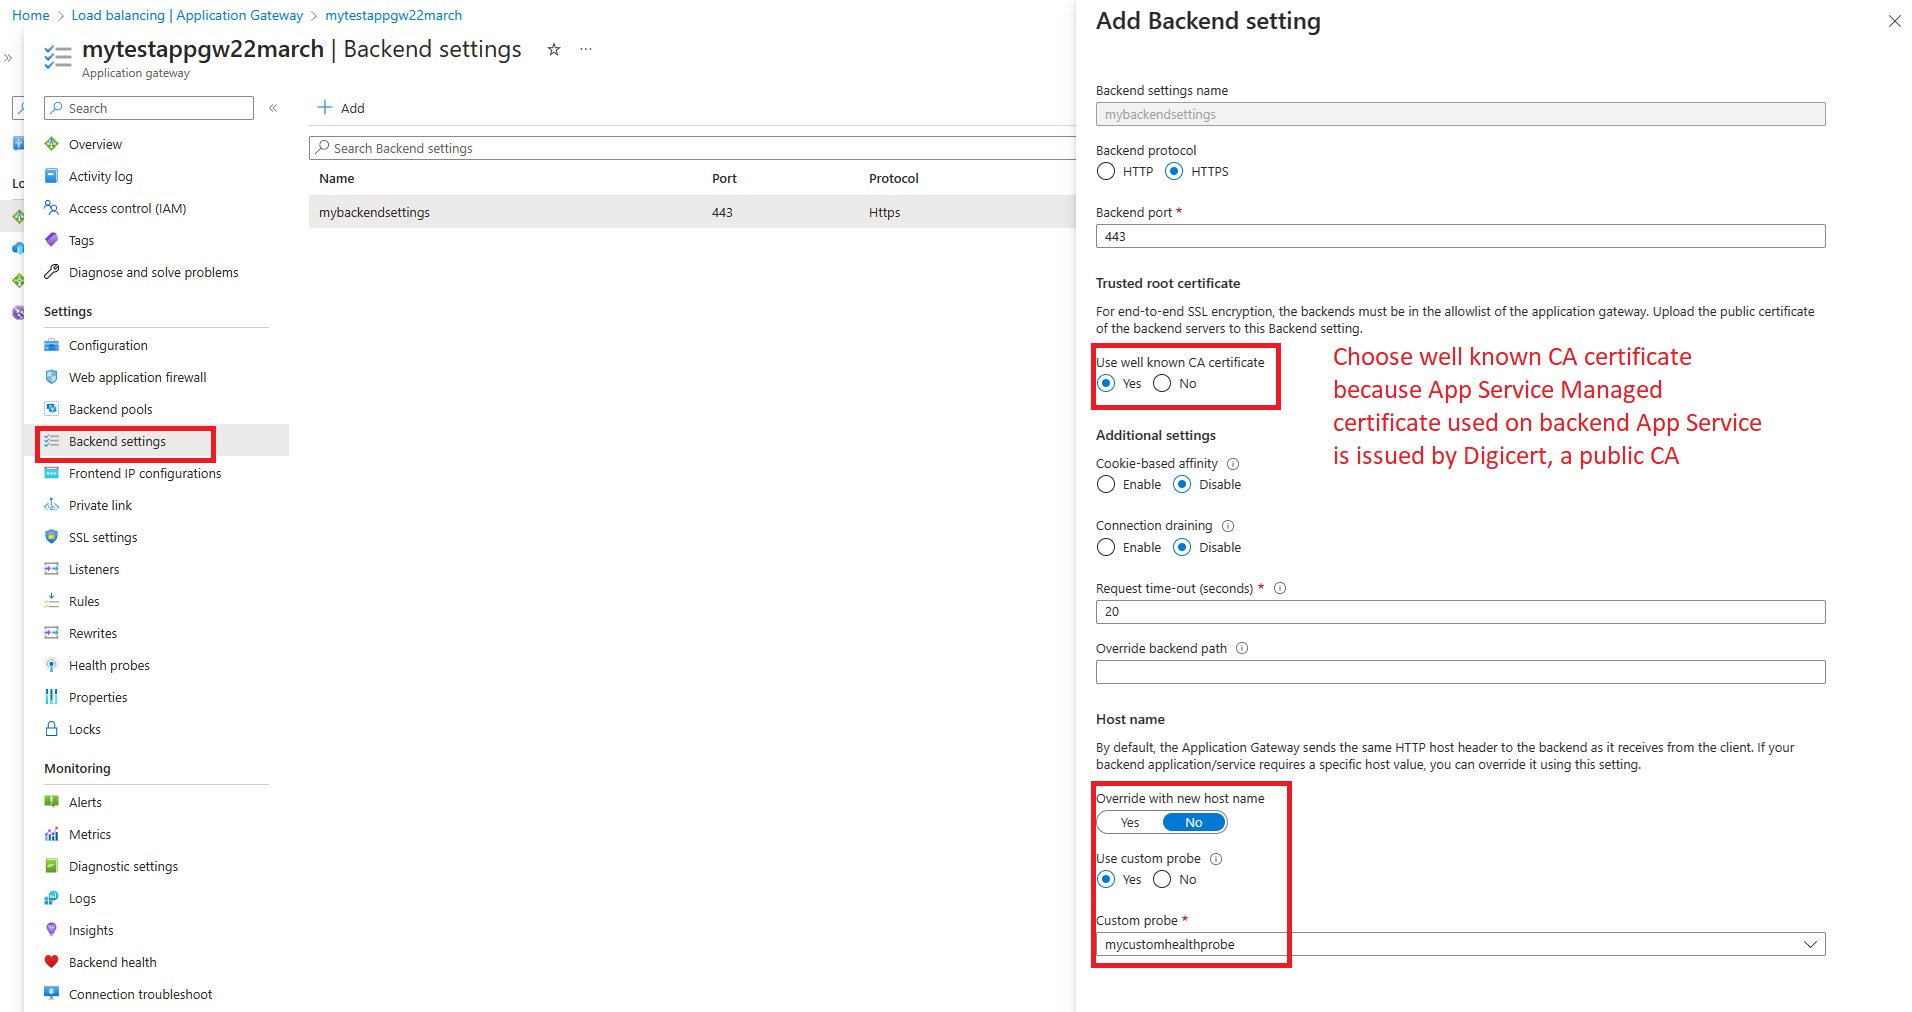 Home > Load balancing | Application Gateway > mytestappgw22march
mytestappgw22march | Backend settings ☆ ···
Application gateway
Search
Overview
Activity log
Access control (IAM)
Tags
Diagnose and solve problems
Settings
Configuration
Web application firewall
Backend pools
Backend settings
Frontend IP configurations
Private link
SSL settings
Listeners
Rules
Rewrites
Health probes
Properties
Locks
Monitoring
Alerts
Metrics
Diagnostic settings
Logs
Insights
Backend health
Connection troubleshoot
Add
Search Backend settings
Name Port Protocol
mybackendsettings 443 Https
Add Backend setting
Backend settings name
mybackendsettings
Backend protocol
HTTP HTTPS
Backend port *
443
Trusted root certificate
For end-to-end SSL encryption, the backends must be in the allowlist of the application gateway. Upload the public certificate
of the backend servers to this Backend setting.
Use well known CA certificate
Yes No
Choose well known CA certificate
because App Service Managed
certificate used on backend App Service
is issued by Digicert, a public CA
Additional settings
Cookie-based affinity
Enable Disable
Connection draining
Enable Disable
Request time-out (seconds) *
20
Override backend path
Host name
By default, the Application Gateway sends the same HTTP host header to the backend as it receives from the client. If your
backend application/service requires a specific host value, you can override it using this setting.
Override with new host name
Yes No
Use custom probe
Yes No
Custom probe *
mycustomhealthprobe